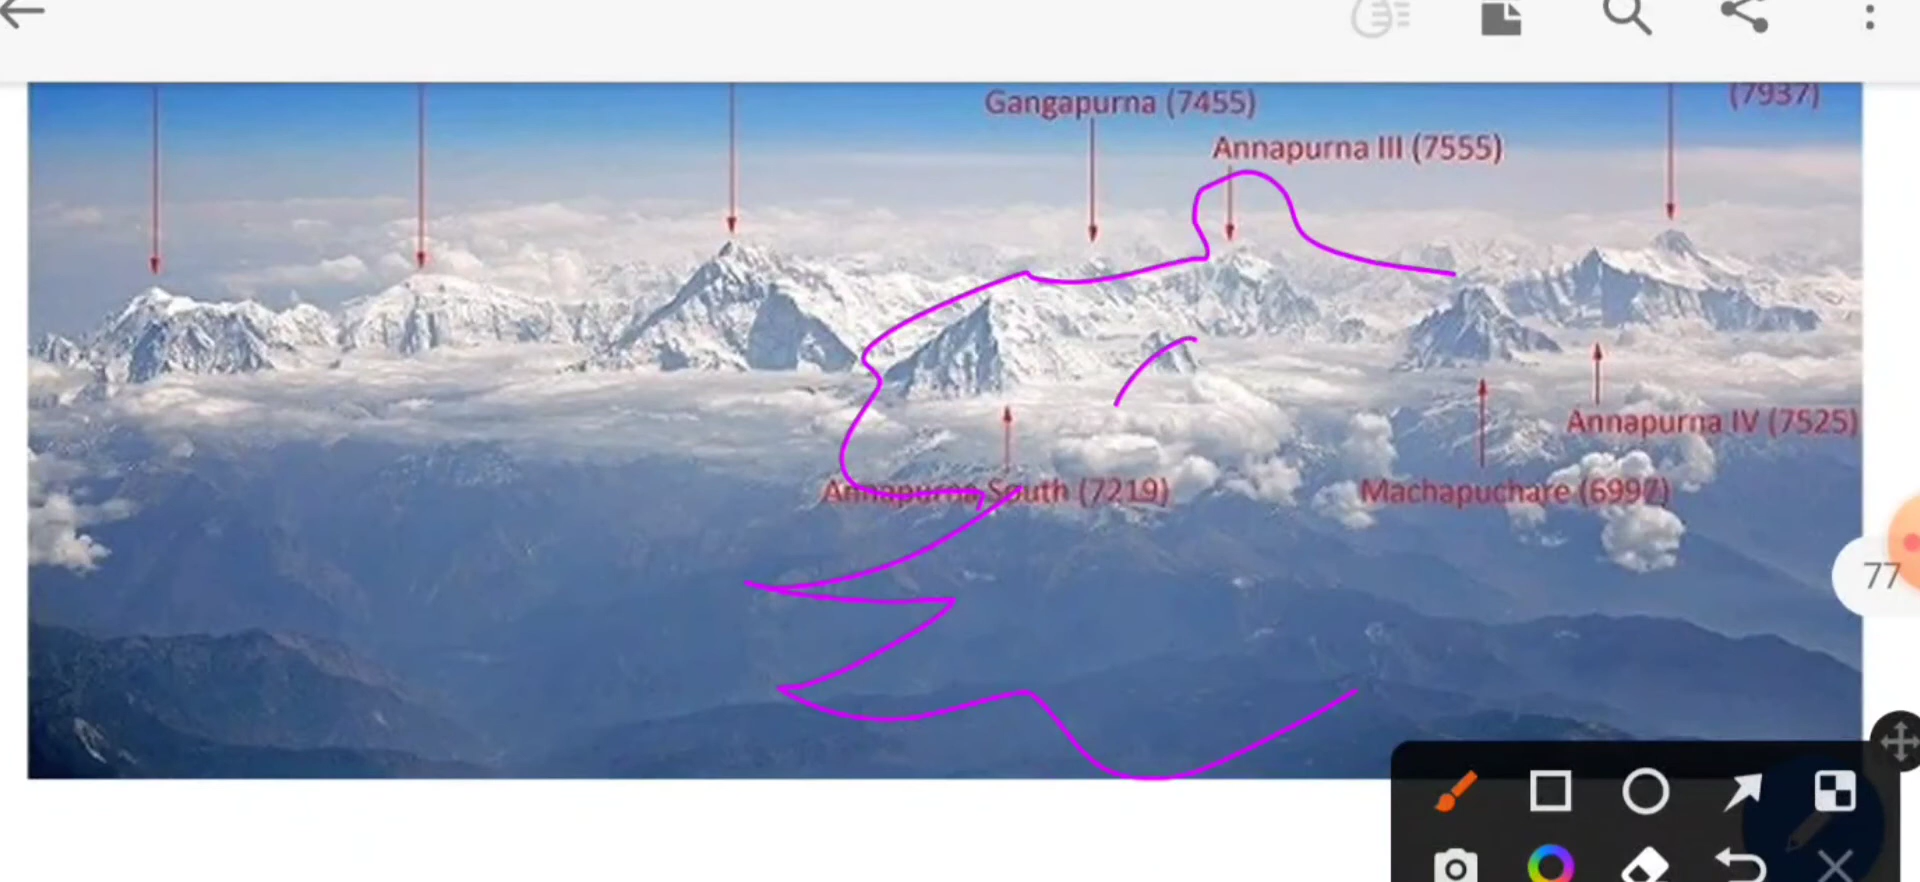 (7937)
Gangapurna (7455)
Annapurna III (7555)
Annapurna IV (7525)
Annapurna South (7219)
Machapuchare (6997)
77